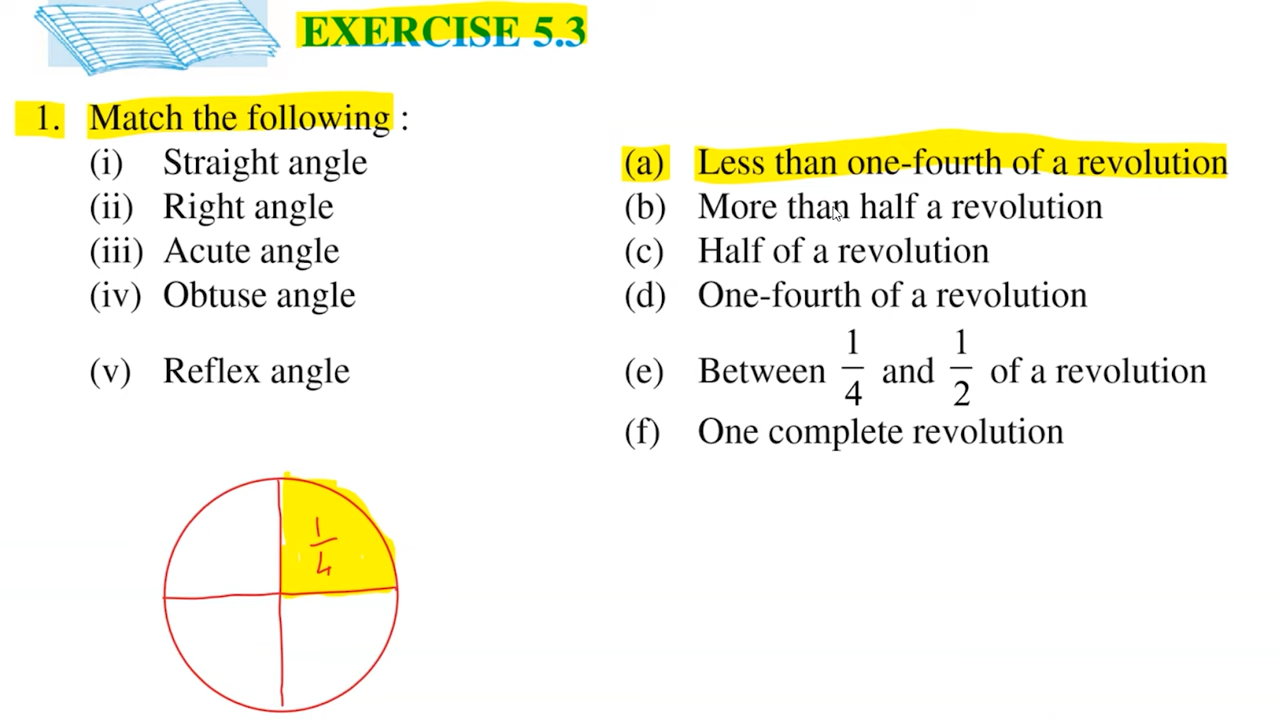 EXERCISE 5.3
1. Match the following :
(i) Straight angle (a) Less than one-fourth of a revolution
(ii) Right angle (b) More than half a revolution
(iii) Acute angle (c) Half of a revolution
(iv) Obtuse angle (d) One-fourth of a revolution
(v) Reflex angle (e) Between 1/4 and 1/2 of a revolution
(f) One complete revolution
1/4